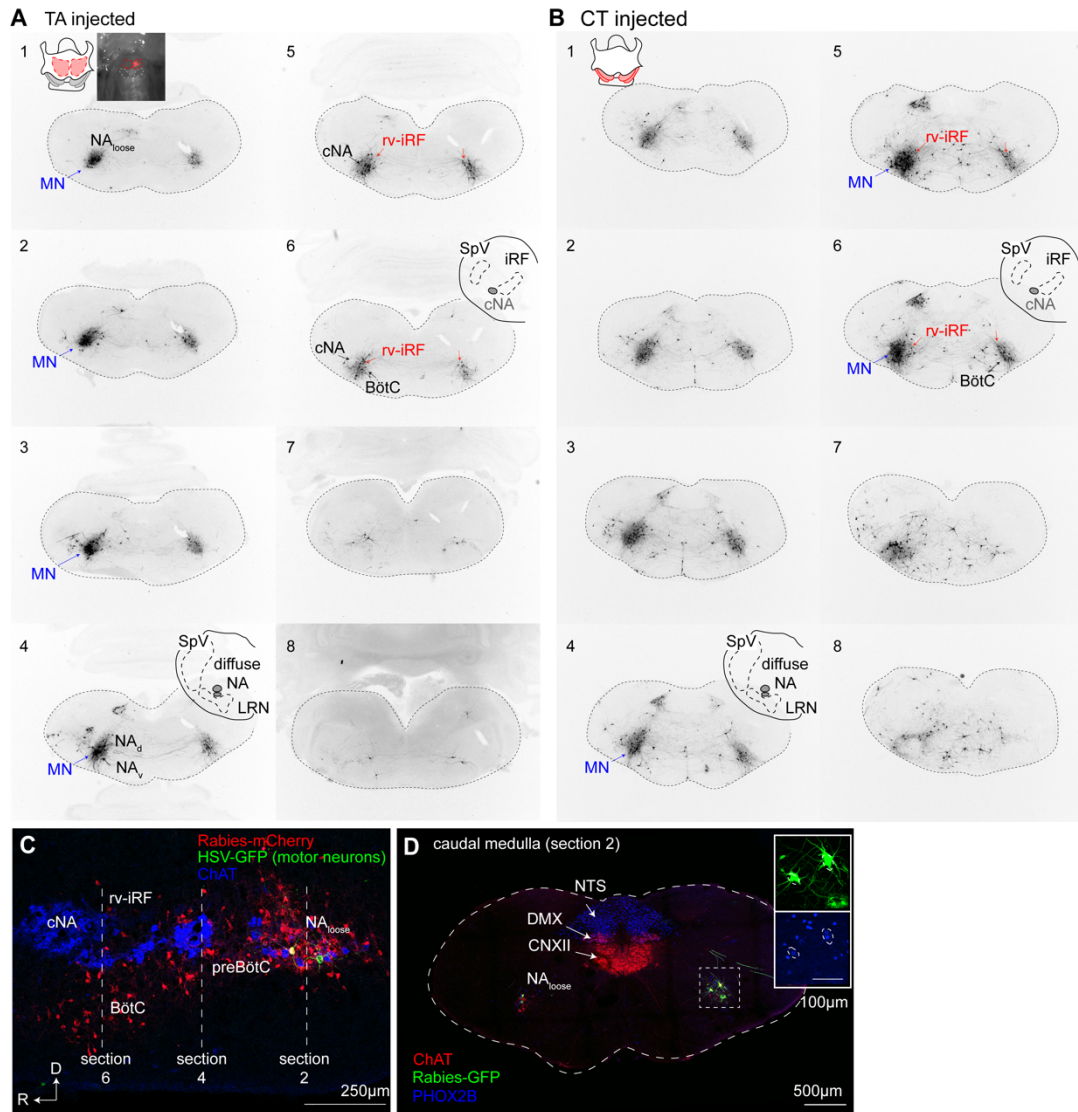 A TA injected
B CT injected
1
NAloose
MN
5
cNA
rv-iRF
1
5
rv-iRF
MN
2
MN
6
SpV
iRF
cNA
cNA
rv-iRF
BötC
2
6
SpV
iRF
cNA
rv-iRF
MN
BötC
3
MN
7
3
7
4
SpV
diffuse
NA
LRN
NAd
MN
NAv
8
4
SpV
diffuse
NA
LRN
MN
8
C
Rabies-mCherry
HSV-GFP (motor neurons)
ChAT
rv-iRF
cNA
NAloose
preBötC
BötC
section
6
section
4
section
2
D
R
250µm
D caudal medulla (section 2)
NTS
DMX
CNXII
NAloose
100µm
ChAT
Rabies-GFP
PHOX2B
500µm